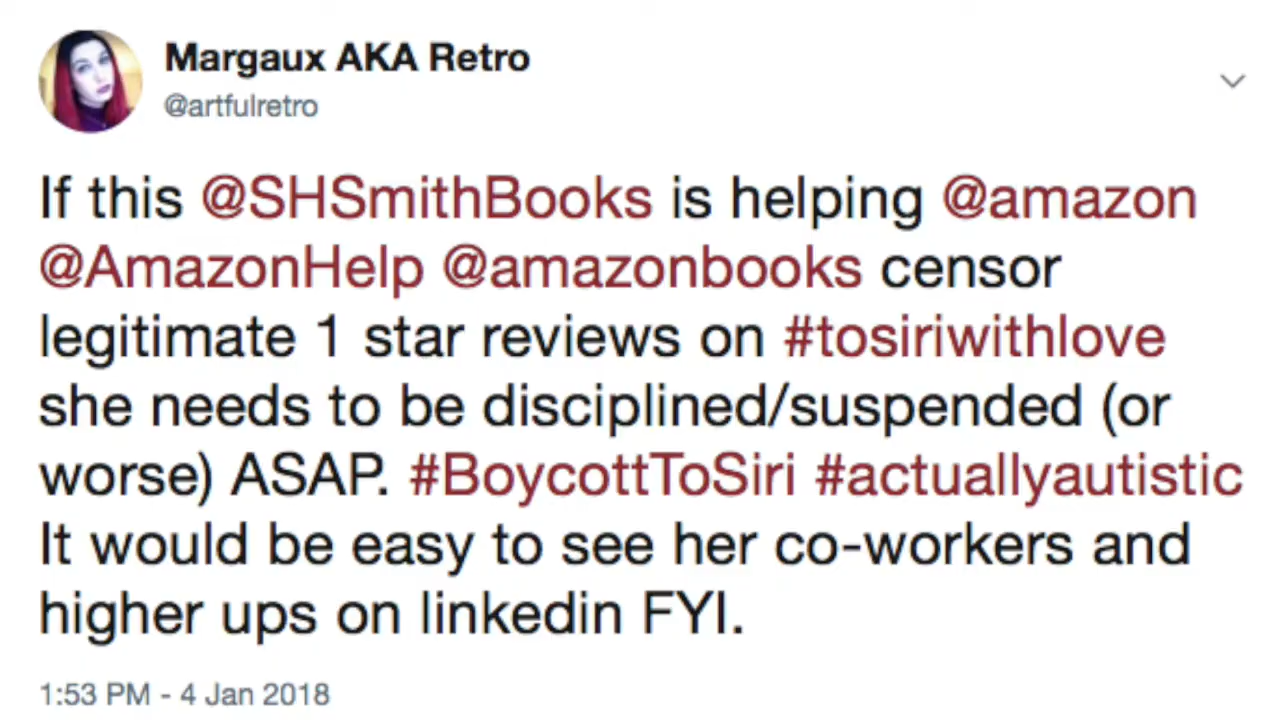 Margaux AKA Retro
@artfulretro
If this @SHSmithBooks is helping @amazon
@AmazonHelp @amazonbooks censor
legitimate 1 star reviews on #tosiriwithlove
she needs to be disciplined/suspended (or
worse) ASAP. #BoycottToSiri #actuallyautistic
It would be easy to see her co-workers and
higher ups on linkedin FYI.
1:53 PM - 4 Jan 2018